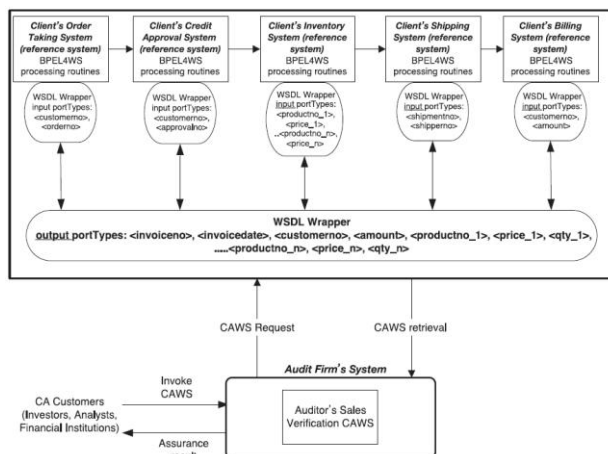 Client's Order
Taking System
(reference system)
BPEL4WS
processing routines
Client's Credit
Approval System
(reference system)
BPEL4WS
processing routines
Client's Inventory
System (reference
system)
BPEL4WS
processing routines
Client's Shipping
System (reference
system)
BPEL4WS
processing routines
Client's Billing
System (reference
system)
BPEL4WS
processing routines
WSDL Wrapper
input portTypes:
<customerno>,
<orderno>
WSDL Wrapper
input portTypes:
<customerno>,
<approvalno>
WSDL Wrapper
input portTypes:
<productno_1>,
<price_1>,
..<productno_n>,
<price_n>
WSDL Wrapper
input portTypes:
<shipmentno>,
<shipperno>
WSDL Wrapper
input portTypes:
<customerno>,
<amount>
WSDL Wrapper
output portTypes: <invoiceno>, <invoicedate>, <customerno>, <amount>, <productno_1>, <price_1>, <qty_1>,
.....<productno_n>, <price_n>, <qty_n>
CAWS Request
CAWS retrieval
Audit Firm's System
Invoke
CAWS
CA Customers
(Investors, Analysts,
Financial Institutions)
Auditor's Sales
Verification CAWS
Assurance